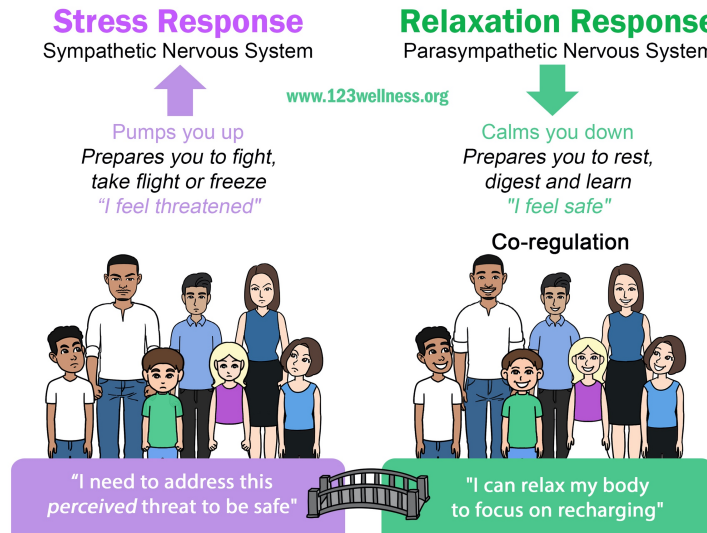 Stress Response
Sympathetic Nervous System
Pumps you up
Prepares you to fight,
take flight or freeze
“I feel threatened"
www.123wellness.org
Relaxation Response
Parasympathetic Nervous System
Calms you down
Prepares you to rest,
digest and learn
"I feel safe"
Co-regulation
“I need to address this
perceived threat to be safe"
"I can relax my body
to focus on recharging"